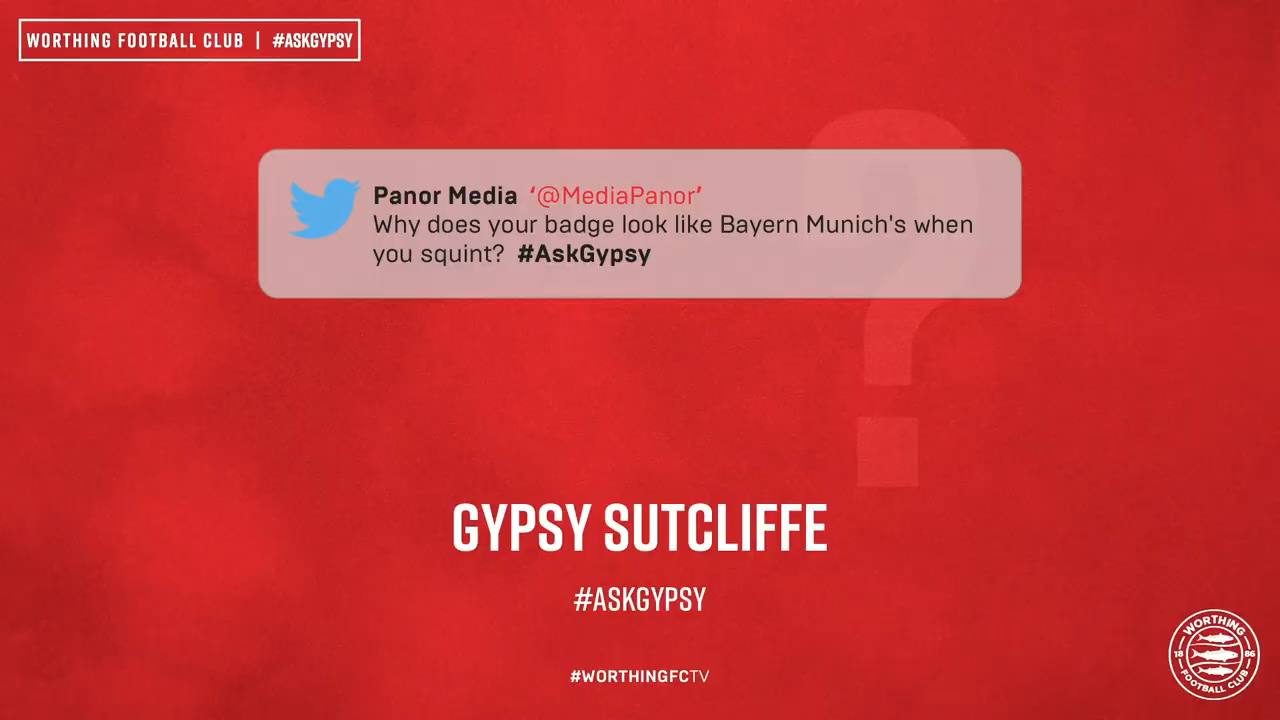 WORTHING FOOTBALL CLUB | #ASKGYPSY
Panor Media '@MediaPanor'
Why does your badge look like Bayern Munich's when
you squint? #AskGypsy
?
GYPSY SUTCLIFFE
#ASKGYPSY
#WORTHINGFCTV
WORTHING
18 86
FOOTBALL CLUB